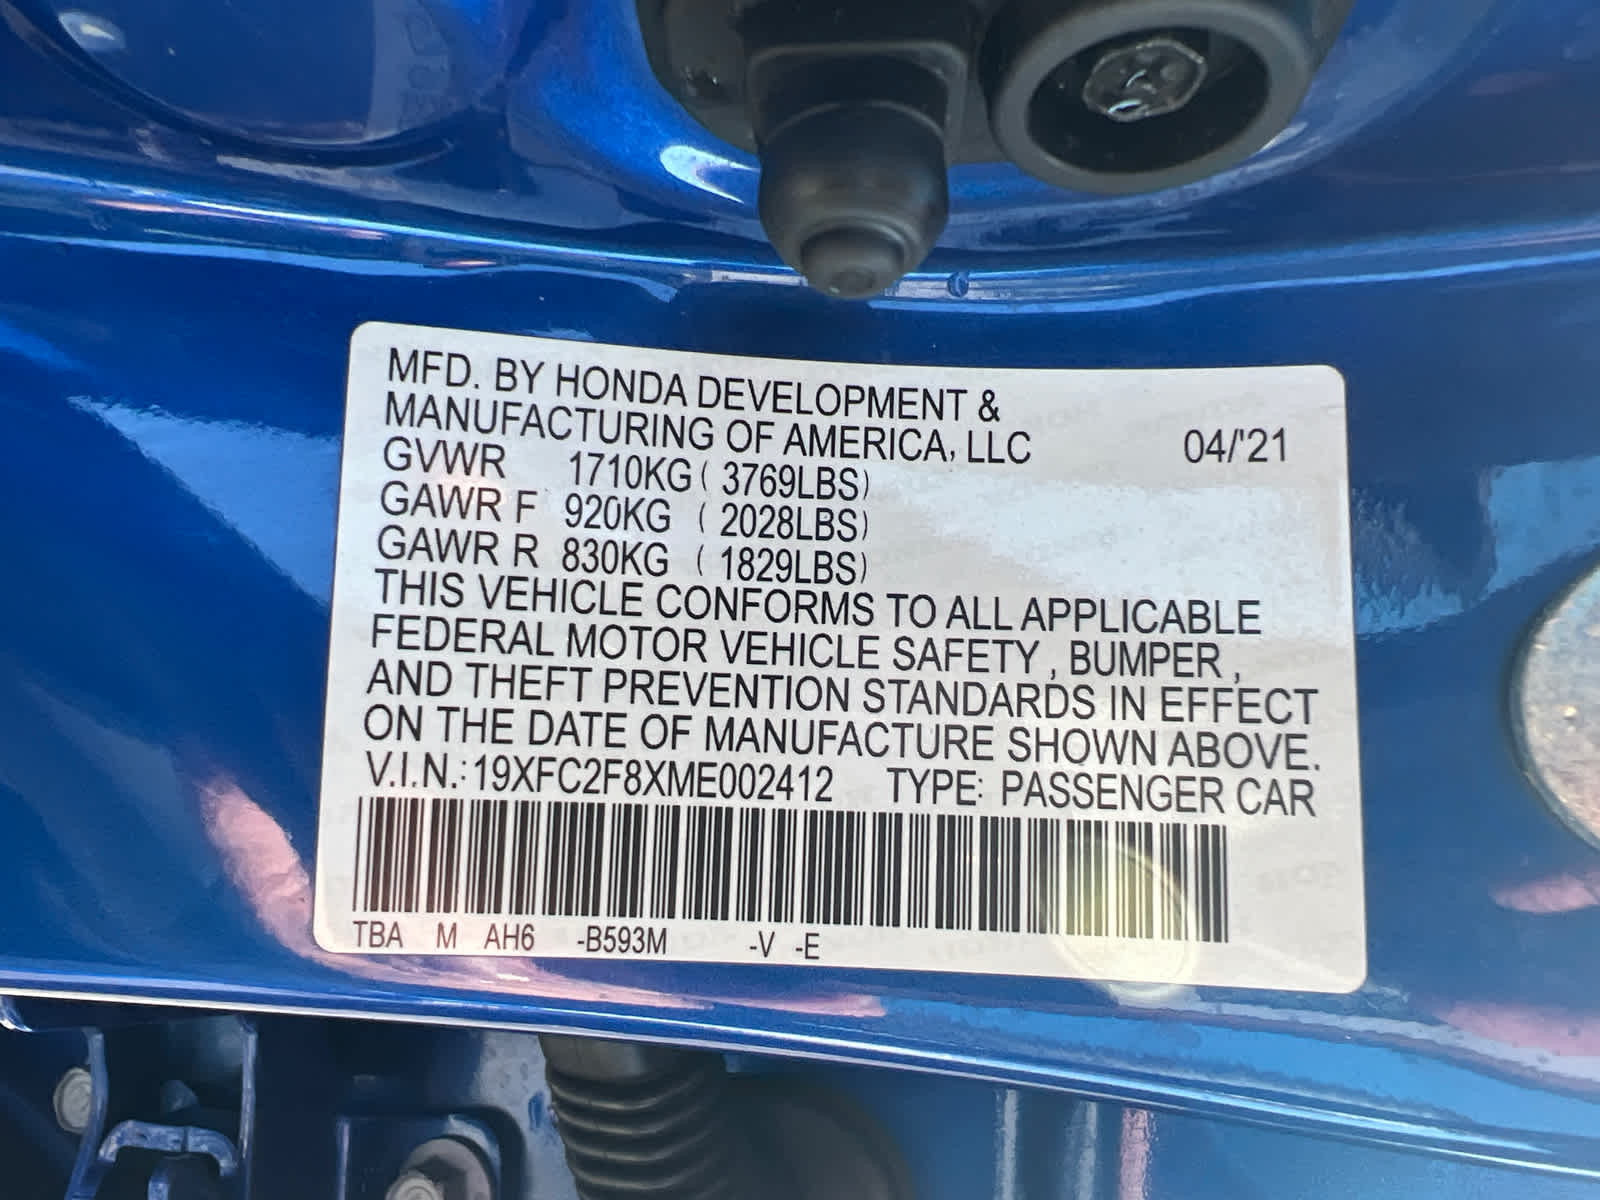 MFD. BY HONDA DEVELOPMENT &
MANUFACTURING OF AMERICA, LLC 04/'21
GVWR 1710KG ( 3769LBS)
GAWR F 920KG ( 2028LBS)
GAWR R 830KG ( 1829LBS)
THIS VEHICLE CONFORMS TO ALL APPLICABLE
FEDERAL MOTOR VEHICLE SAFETY , BUMPER ,
AND THEFT PREVENTION STANDARDS IN EFFECT
ON THE DATE OF MANUFACTURE SHOWN ABOVE.
V.I.N.: 19XFC2F8XME002412 TYPE: PASSENGER CAR
TBA M AH6 -B593M -V -E